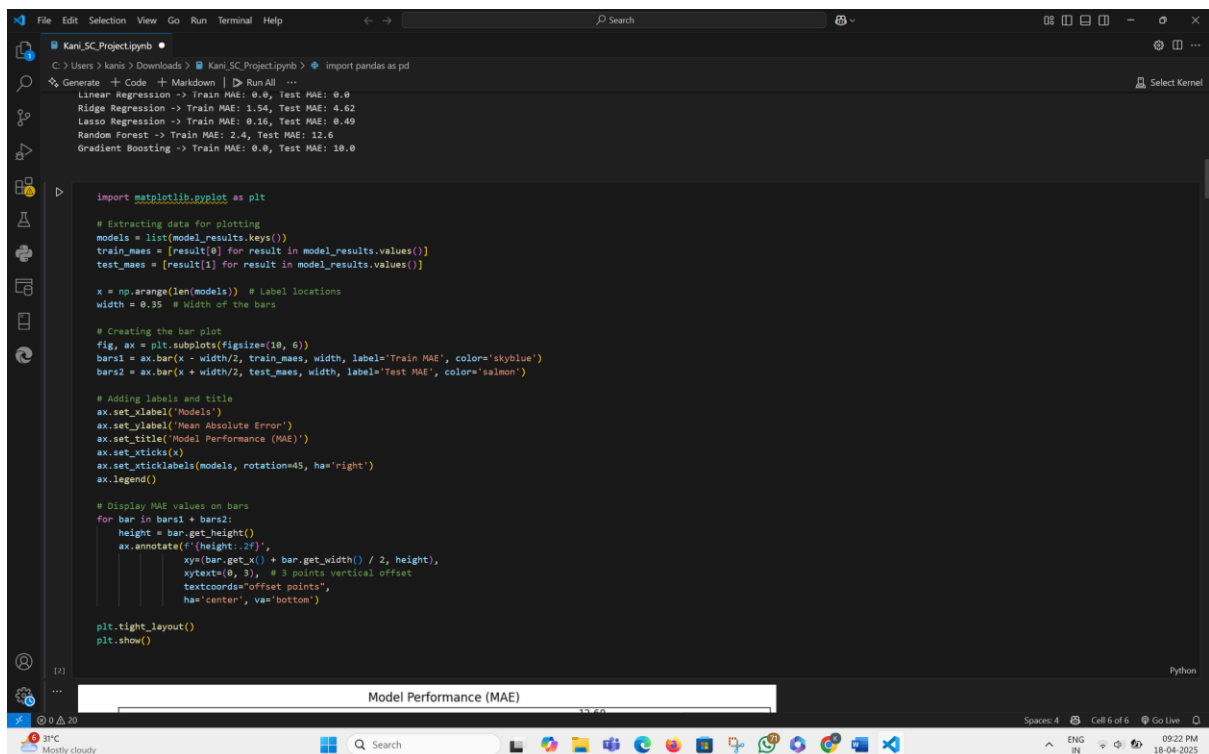 File Edit Selection View Go Run Terminal Help
Search
Kani_SC_Project.ipynb
C: > Users > kanis > Downloads > Kani_SC_Project.ipynb > import pandas as pd
Generate + Code + Markdown | Run All ...
Select Kernel
Linear Regression -> Train MAE: 0.0, Test MAE: 0.0
Ridge Regression -> Train MAE: 1.54, Test MAE: 4.62
Lasso Regression -> Train MAE: 0.16, Test MAE: 0.49
Random Forest -> Train MAE: 2.4, Test MAE: 12.6
Gradient Boosting -> Train MAE: 0.0, Test MAE: 10.0
import matplotlib.pyplot as plt
# Extracting data for plotting
models = list(model_results.keys())
train_maes = [result[0] for result in model_results.values()]
test_maes = [result[1] for result in model_results.values()]
x = np.arange(len(models))  # Label locations
width = 0.35  # Width of the bars
# Creating the bar plot
fig, ax = plt.subplots(figsize=(10, 6))
bars1 = ax.bar(x - width/2, train_maes, width, label='Train MAE', color='skyblue')
bars2 = ax.bar(x + width/2, test_maes, width, label='Test MAE', color='salmon')
# Adding labels and title
ax.set_xlabel('Models')
ax.set_ylabel('Mean Absolute Error')
ax.set_title('Model Performance (MAE)')
ax.set_xticks(x)
ax.set_xticklabels(models, rotation=45, ha='right')
ax.legend()
# Display MAE values on bars
for bar in bars1 + bars2:
    height = bar.get_height()
    ax.annotate(f'{height:.2f}',
                xy=(bar.get_x() + bar.get_width() / 2, height),
                xytext=(0, 3),  # 3 points vertical offset
                textcoords="offset points",
                ha='center', va='bottom')
plt.tight_layout()
plt.show()
[2]
Python
...
Model Performance (MAE)
12.60
0 20
Spaces: 4 Cell 6 of 6 Go Live
31°C
Mostly cloudy
Search
ENG
IN
09:22 PM
18-04-2025